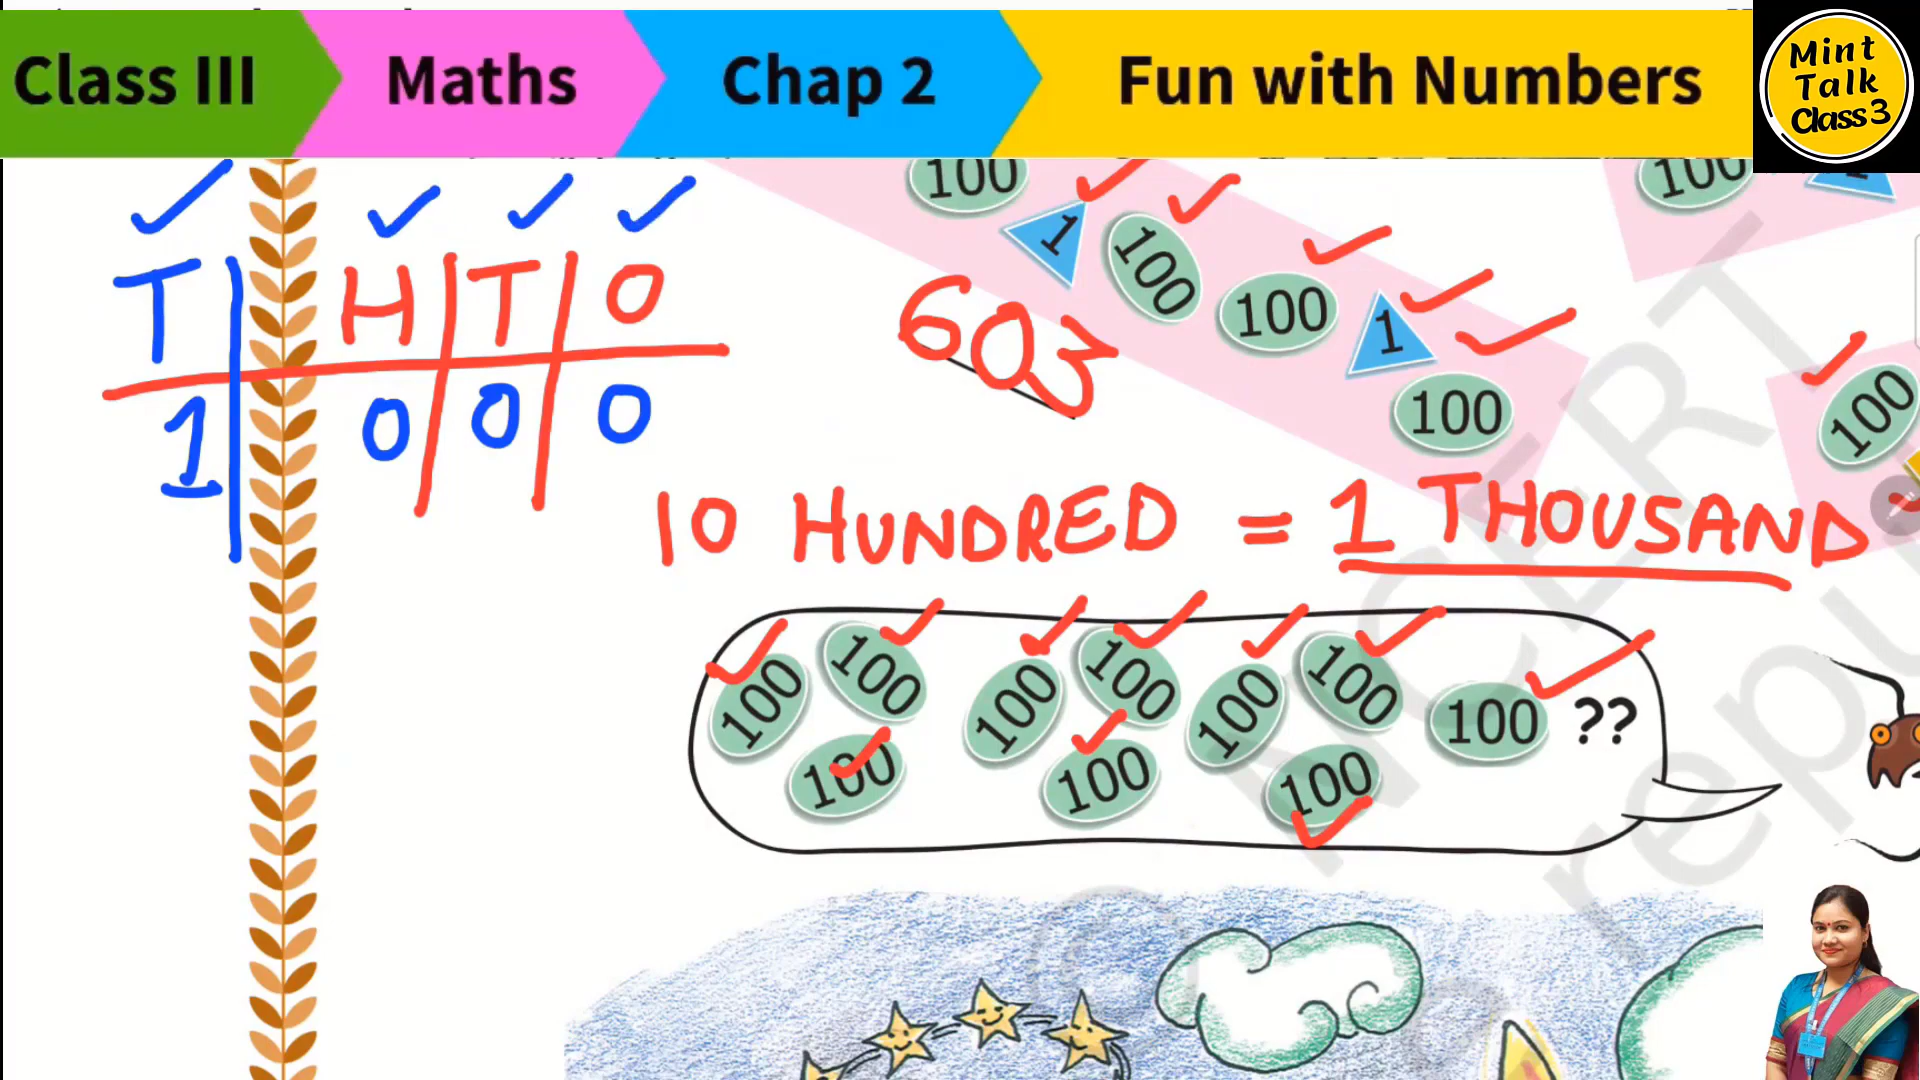 Class III Maths Chap 2 Fun with Numbers
Mint
Talk
Class 3
100 100
1 100
T H T O
100 1
603
1 0 0 0
100 100
10 HUNDRED = 1 THOUSAND
100 100 100 100 100 100 100 ??
100 100 100
NCERT